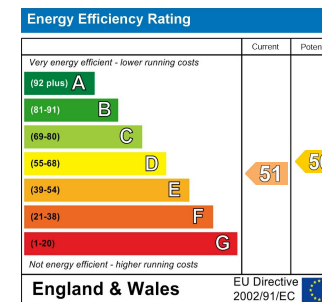 Energy Efficiency Rating
Current
Very energy efficient - lower running costs
(92 plus) A
(81-91) B
(69-80) C
(55-68) D
(39-54) E
(21-38) F
(1-20) G
51
Not energy efficient - higher running costs
England & Wales
EU Directive
2002/91/EC